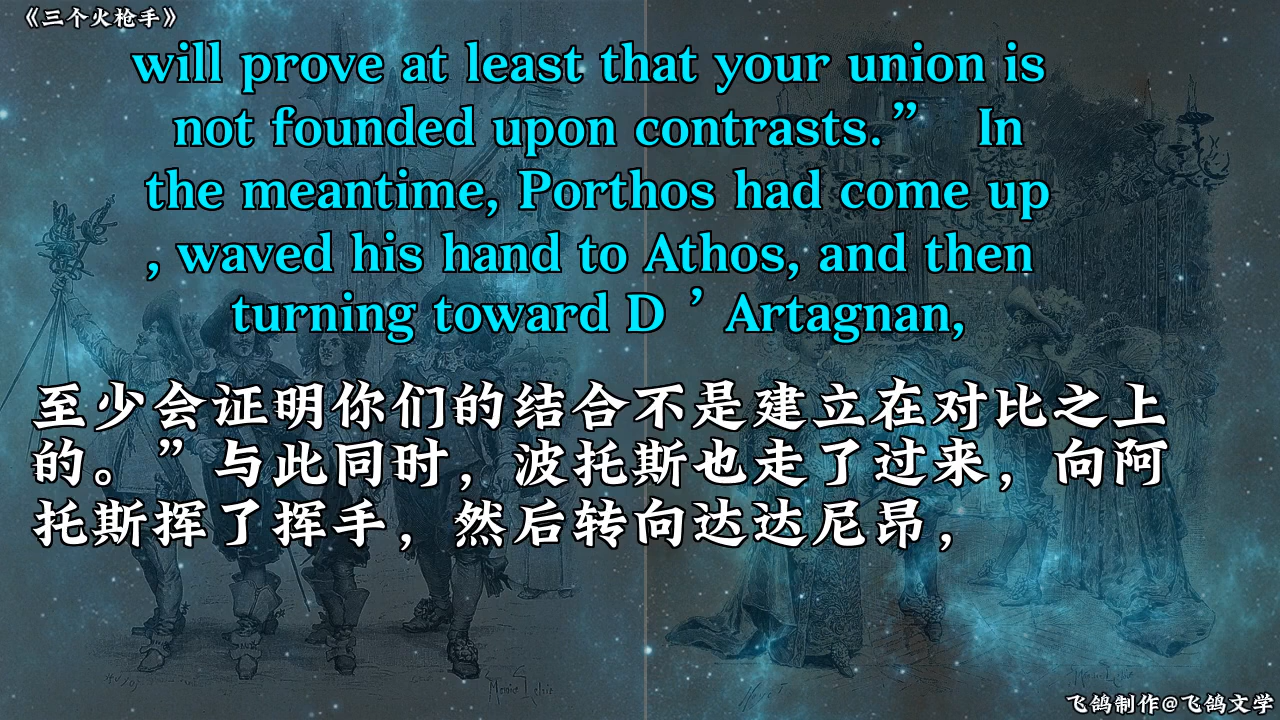 《三个火枪手》
will prove at least that your union is
not founded upon contrasts.” In
the meantime, Porthos had come up
, waved his hand to Athos, and then
turning toward D ’ Artagnan,
至少会证明你们的结合不是建立在对比之上
的。”与此同时，波托斯也走了过来，向阿
托斯挥了挥手，然后转向达达尼昂，
飞鸽制作@飞鸽文学